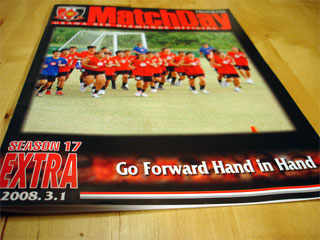 MatchDay
SEASON 17
EXTRA
2008.3.1
Go Forward Hand in Hand